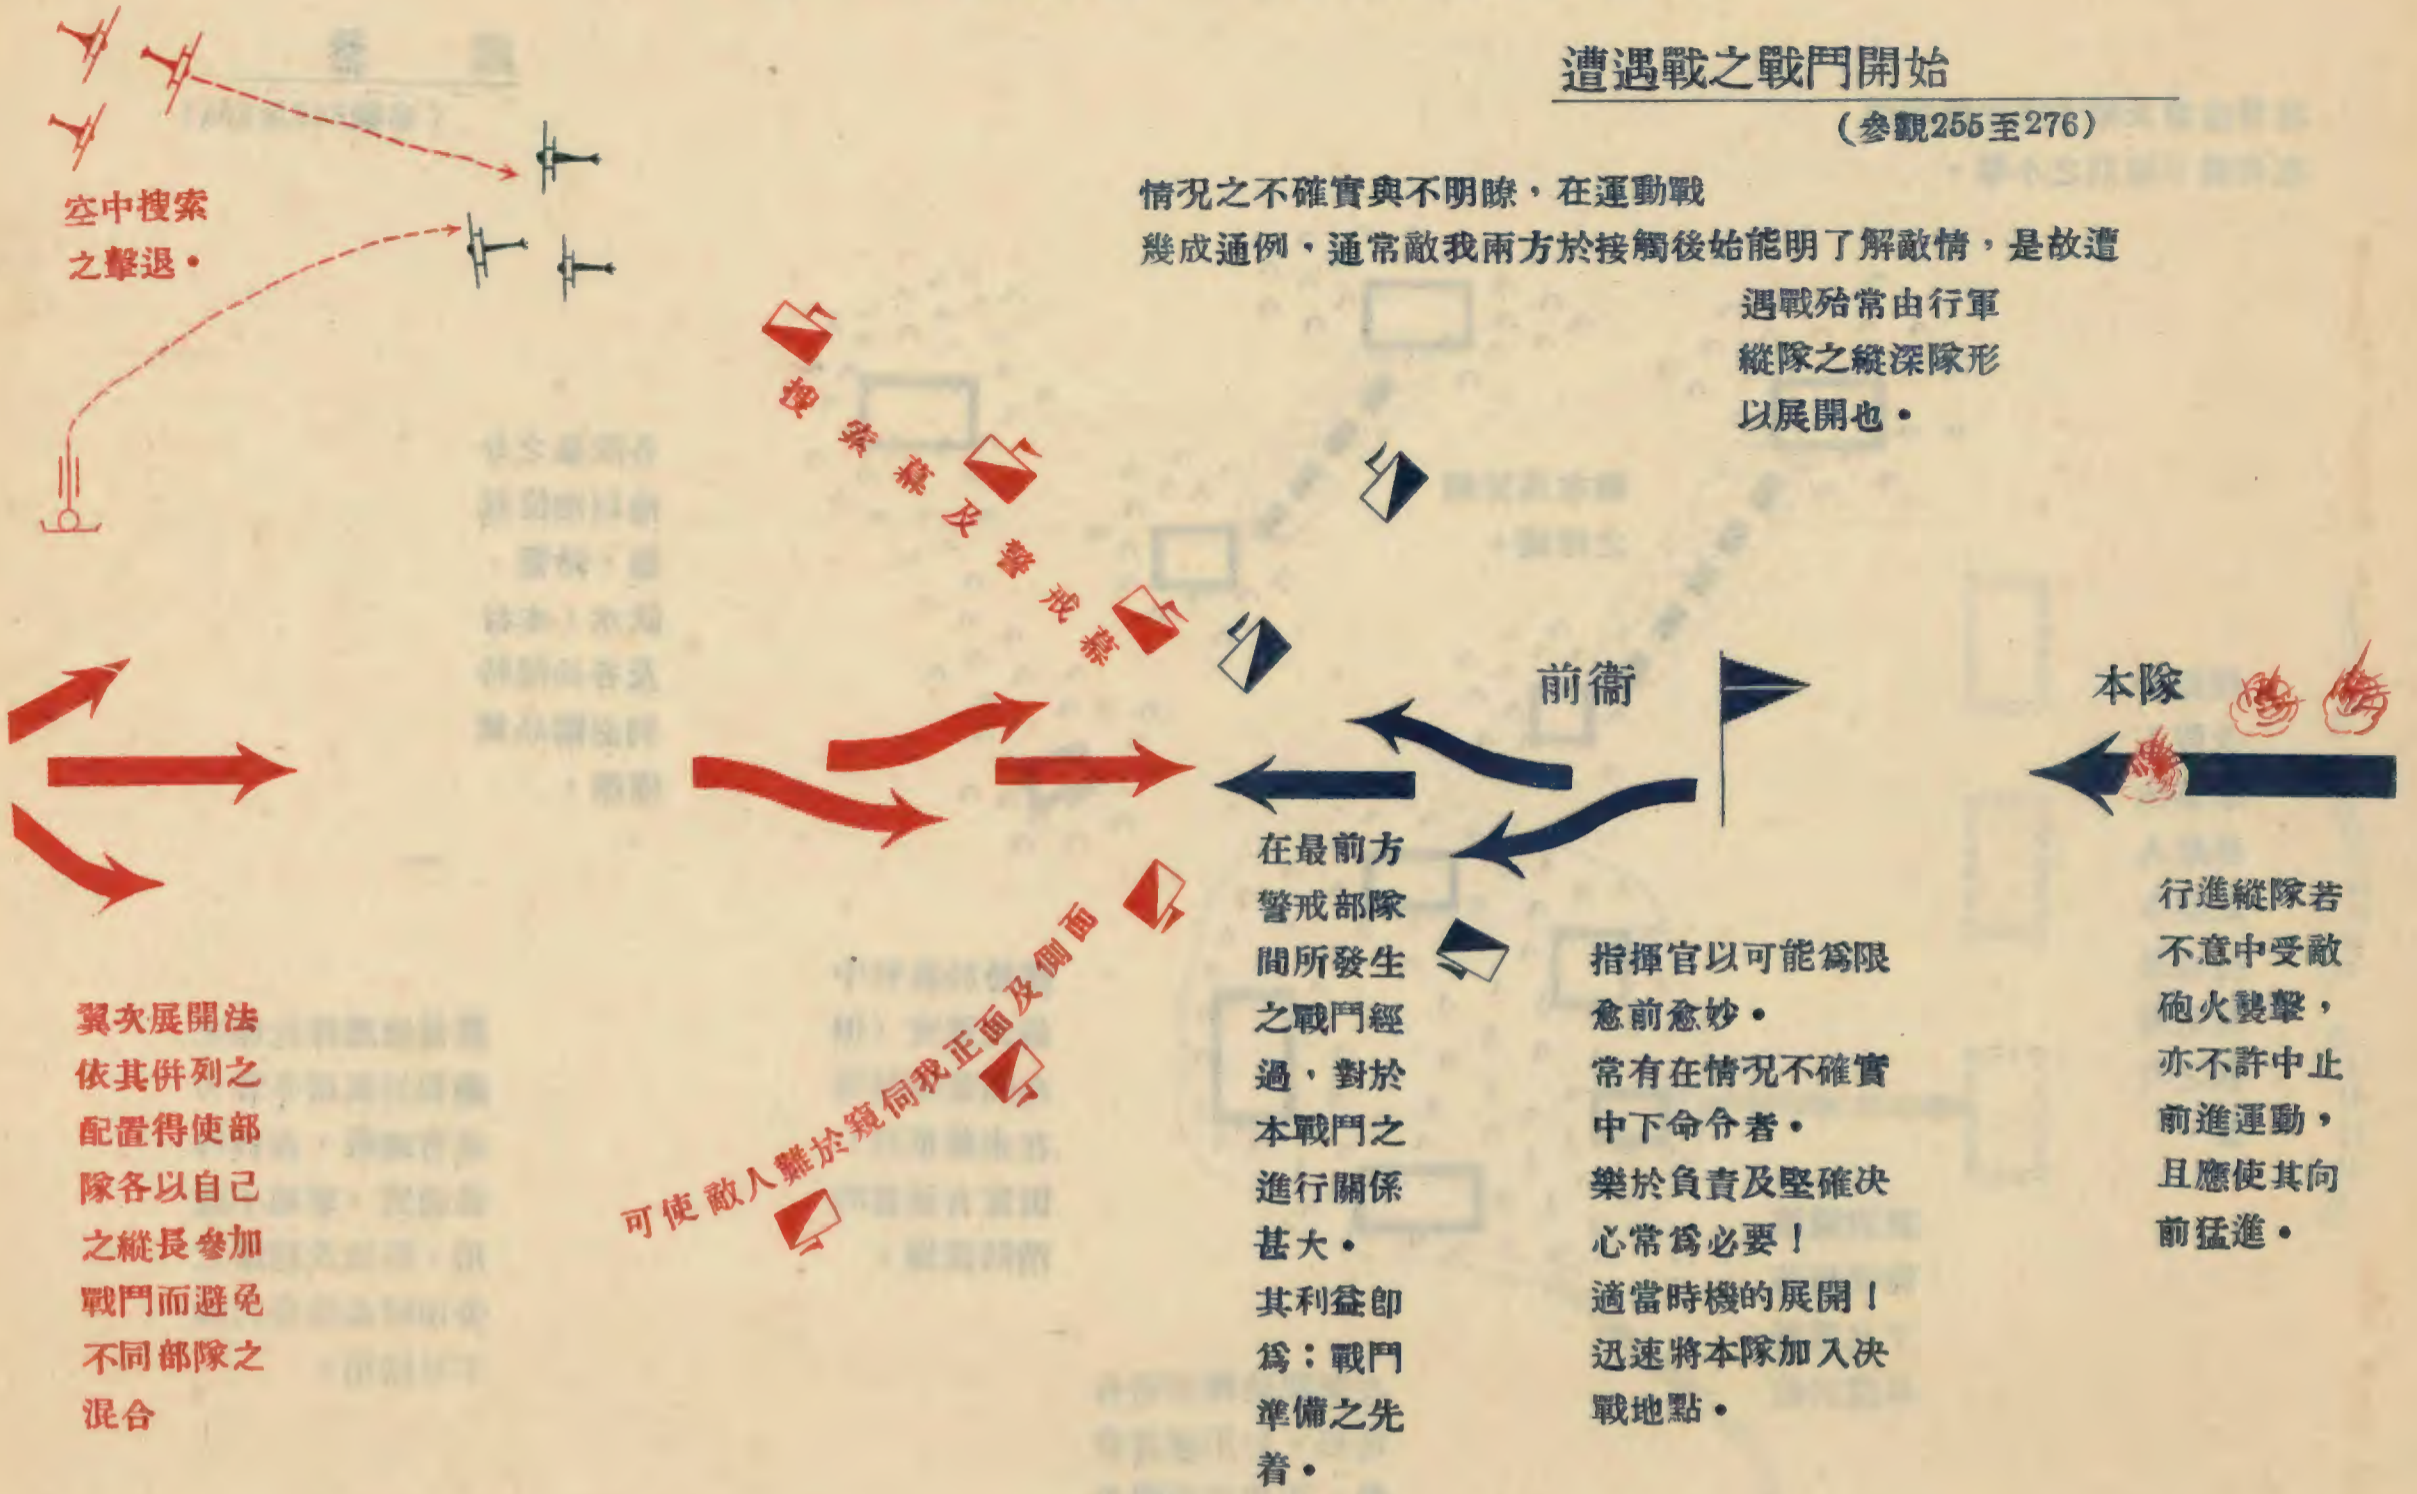 遭遇戰之戰鬥開始
(參觀255至276)
情況之不確實與不明瞭，在運動戰
幾成通例，通常敵我兩方於接觸後始能明了解敵情，是故遭
遇戰殆常由行軍
縱隊之縱深隊形
以展開也。
空中搜索
之擊退。
搜索幕及警戒幕
前衞
本隊
在最前方
警戒部隊
間所發生
之戰鬥經
過，對於
本戰鬥之
進行關係
甚大。
其利益卽
爲；戰鬥
準備之先
着。
指揮官以可能爲限
愈前愈妙。
常有在情況不確實
中下命令者。
樂於負責及堅確决
心常爲必要！
適當時機的展開！
迅速將本隊加入决
戰地點。
行進縱隊若
不意中受敵
砲火襲擊，
亦不許中止
前進運動，
且應使其向
前猛進。
可使敵人難於窺伺我正面及側面
翼次展開法
依其倂列之
配置得使部
隊各以自己
之縱長參加
戰鬥而避免
不同部隊之
混合